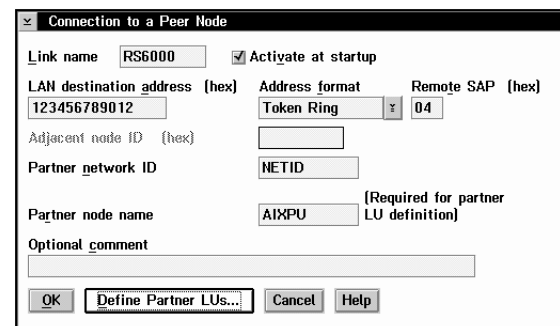 Connection to a Peer Node
Link name RS6000 Activate at startup
LAN destination address (hex) Address format Remote SAP (hex)
123456789012 Token Ring 04
Adjacent node ID (hex)
Partner network ID NETID
(Required for partner
Partner node name AIXPU LU definition)
Optional comment
OK Define Partner LUs... Cancel Help